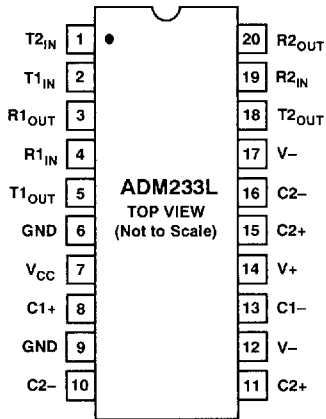 T2IN 1 20 R2OUT
T1IN 2 19 R2IN
R1OUT 3 18 T2OUT
R1IN 4 17 V–
T1OUT 5 ADM233L 16 C2–
TOP VIEW
GND 6 (Not to Scale) 15 C2+
VCC 7 14 V+
C1+ 8 13 C1–
GND 9 12 V–
C2– 10 11 C2+